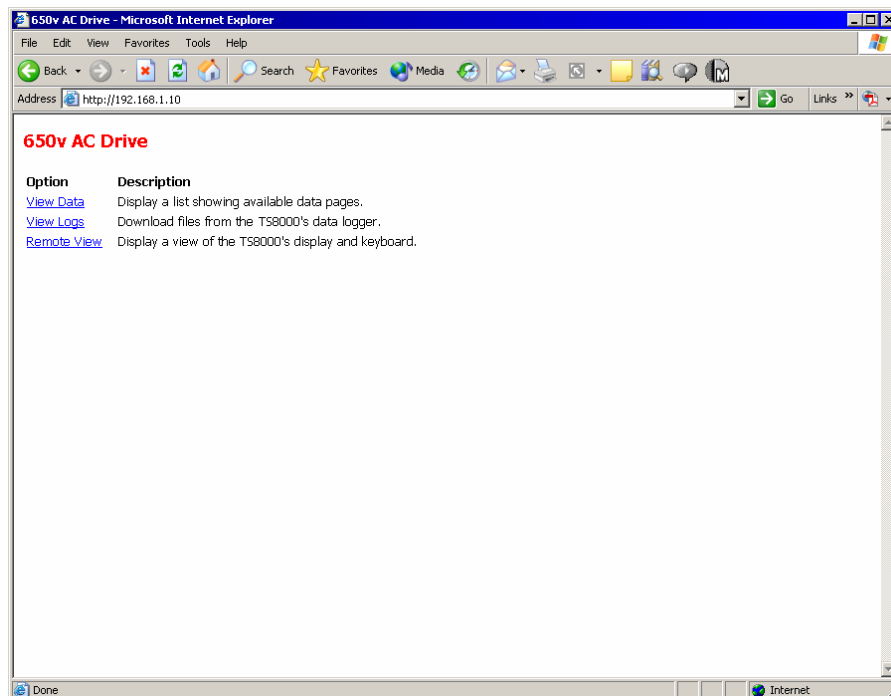 650v AC Drive - Microsoft Internet Explorer
File Edit View Favorites Tools Help
Back Search Favorites Media
Address http://192.168.1.10 Go Links »
650v AC Drive
Option Description
View Data Display a list showing available data pages.
View Logs Download files from the TS8000's data logger.
Remote View Display a view of the TS8000's display and keyboard.
Done Internet